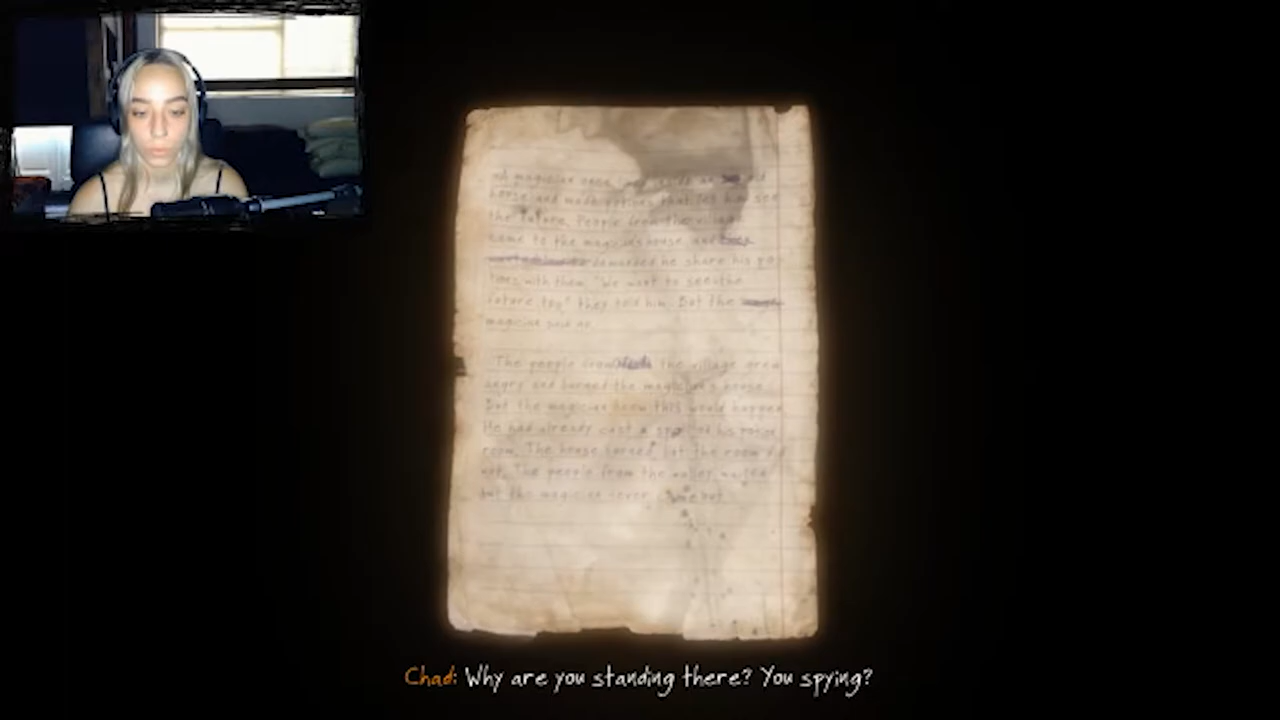 magician once
house and made potions that let him see
the future. People from the village
came to the magicians house and
demanded he share his po-
tions with them. "We want to see the
future too" they told him. But the
magician said no.
The people from the village grew
angry and burned the magician's house.
But the magician knew this would happen
He had already cast a spell on his potion
room. The house burned but the room did
not. The people from the valley waited
but the magician never came out.
Chad: Why are you standing there? You spying?